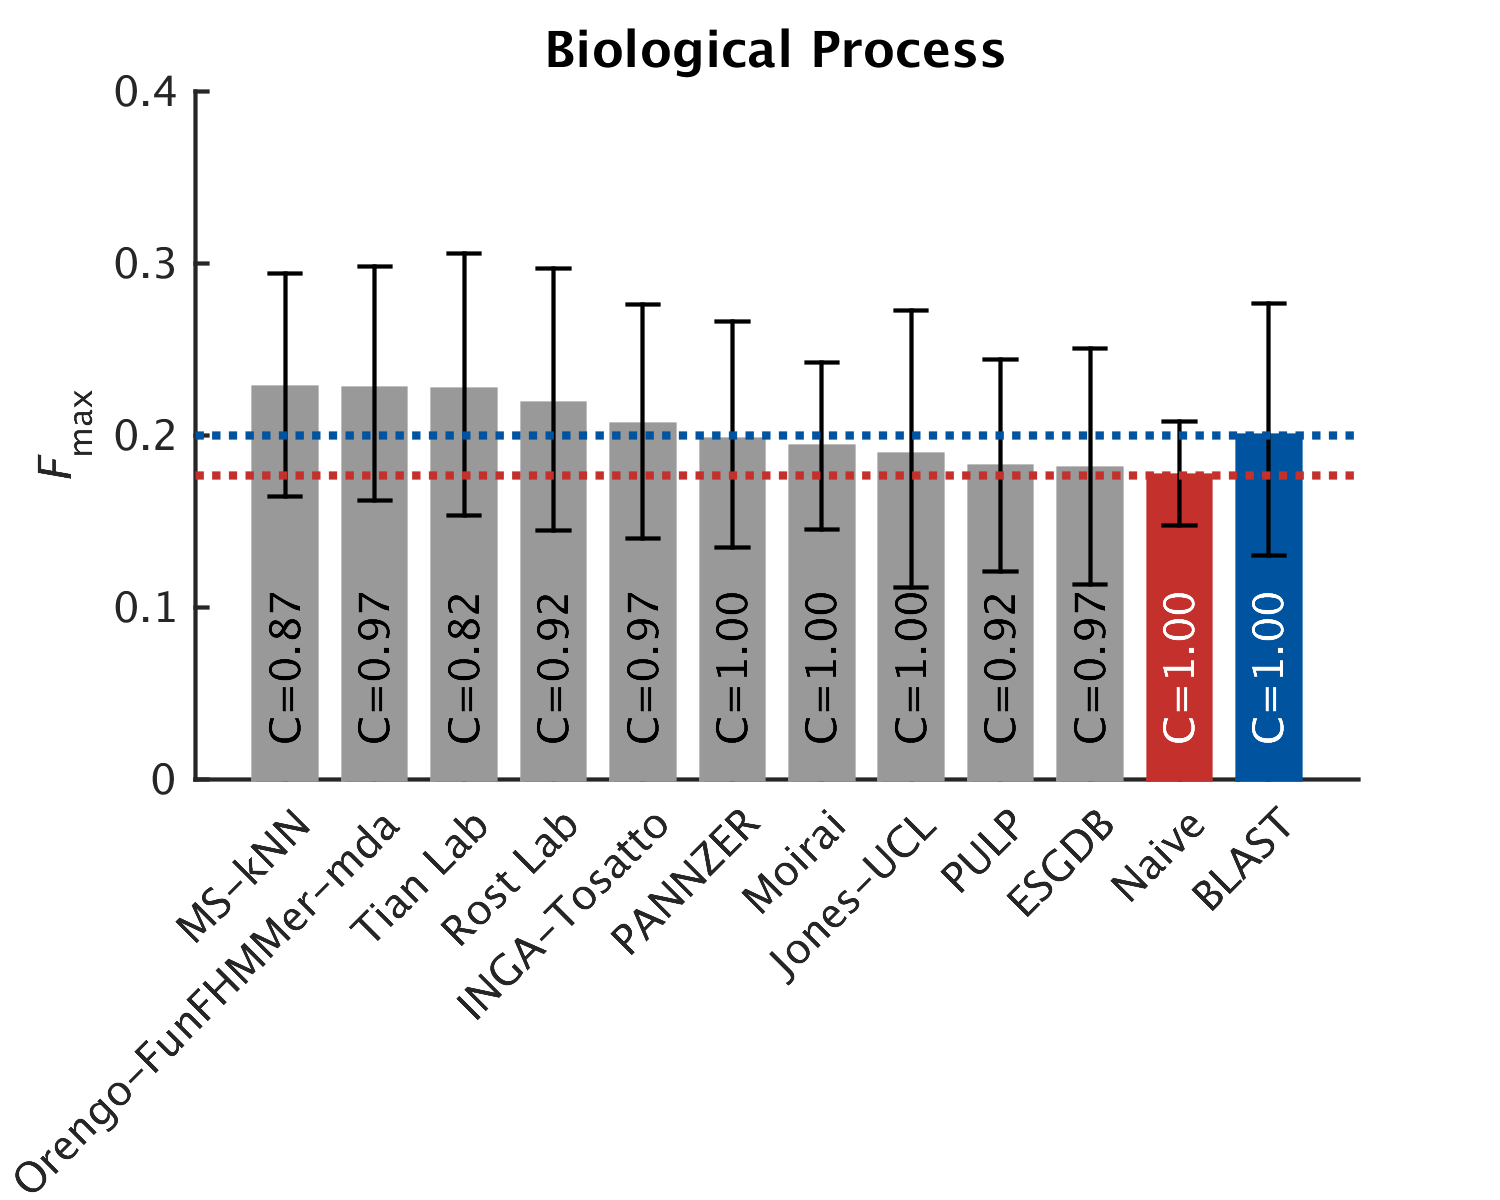 Biological Process
0.4
0.3
0.2
0.1
0
Fmax
C=0.87
C=0.97
C=0.82
C=0.92
C=0.97
C=1.00
C=1.00
C=1.00
C=0.92
C=0.97
C=1.00
C=1.00
MS-kNN
Orengo-FunFHMMer-mda
Tian Lab
Rost Lab
INGA-Tosatto
PANNZER
Moirai
Jones-UCL
PULP
ESGDB
Naive
BLAST